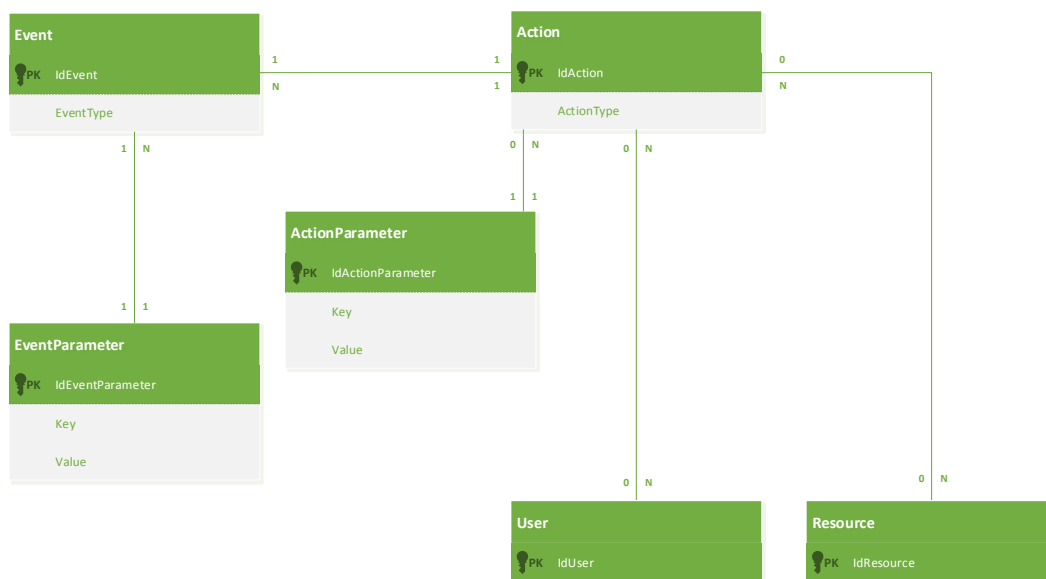 Event
PK IdEvent
EventType
Action
PK IdAction
ActionType
1
N
1
1
0
N
1 N
0 N
0 N
1 1
ActionParameter
PK IdActionParameter
Key
Value
1 1
EventParameter
PK IdEventParameter
Key
Value
0 N
0 N
User
PK IdUser
Resource
PK IdResource